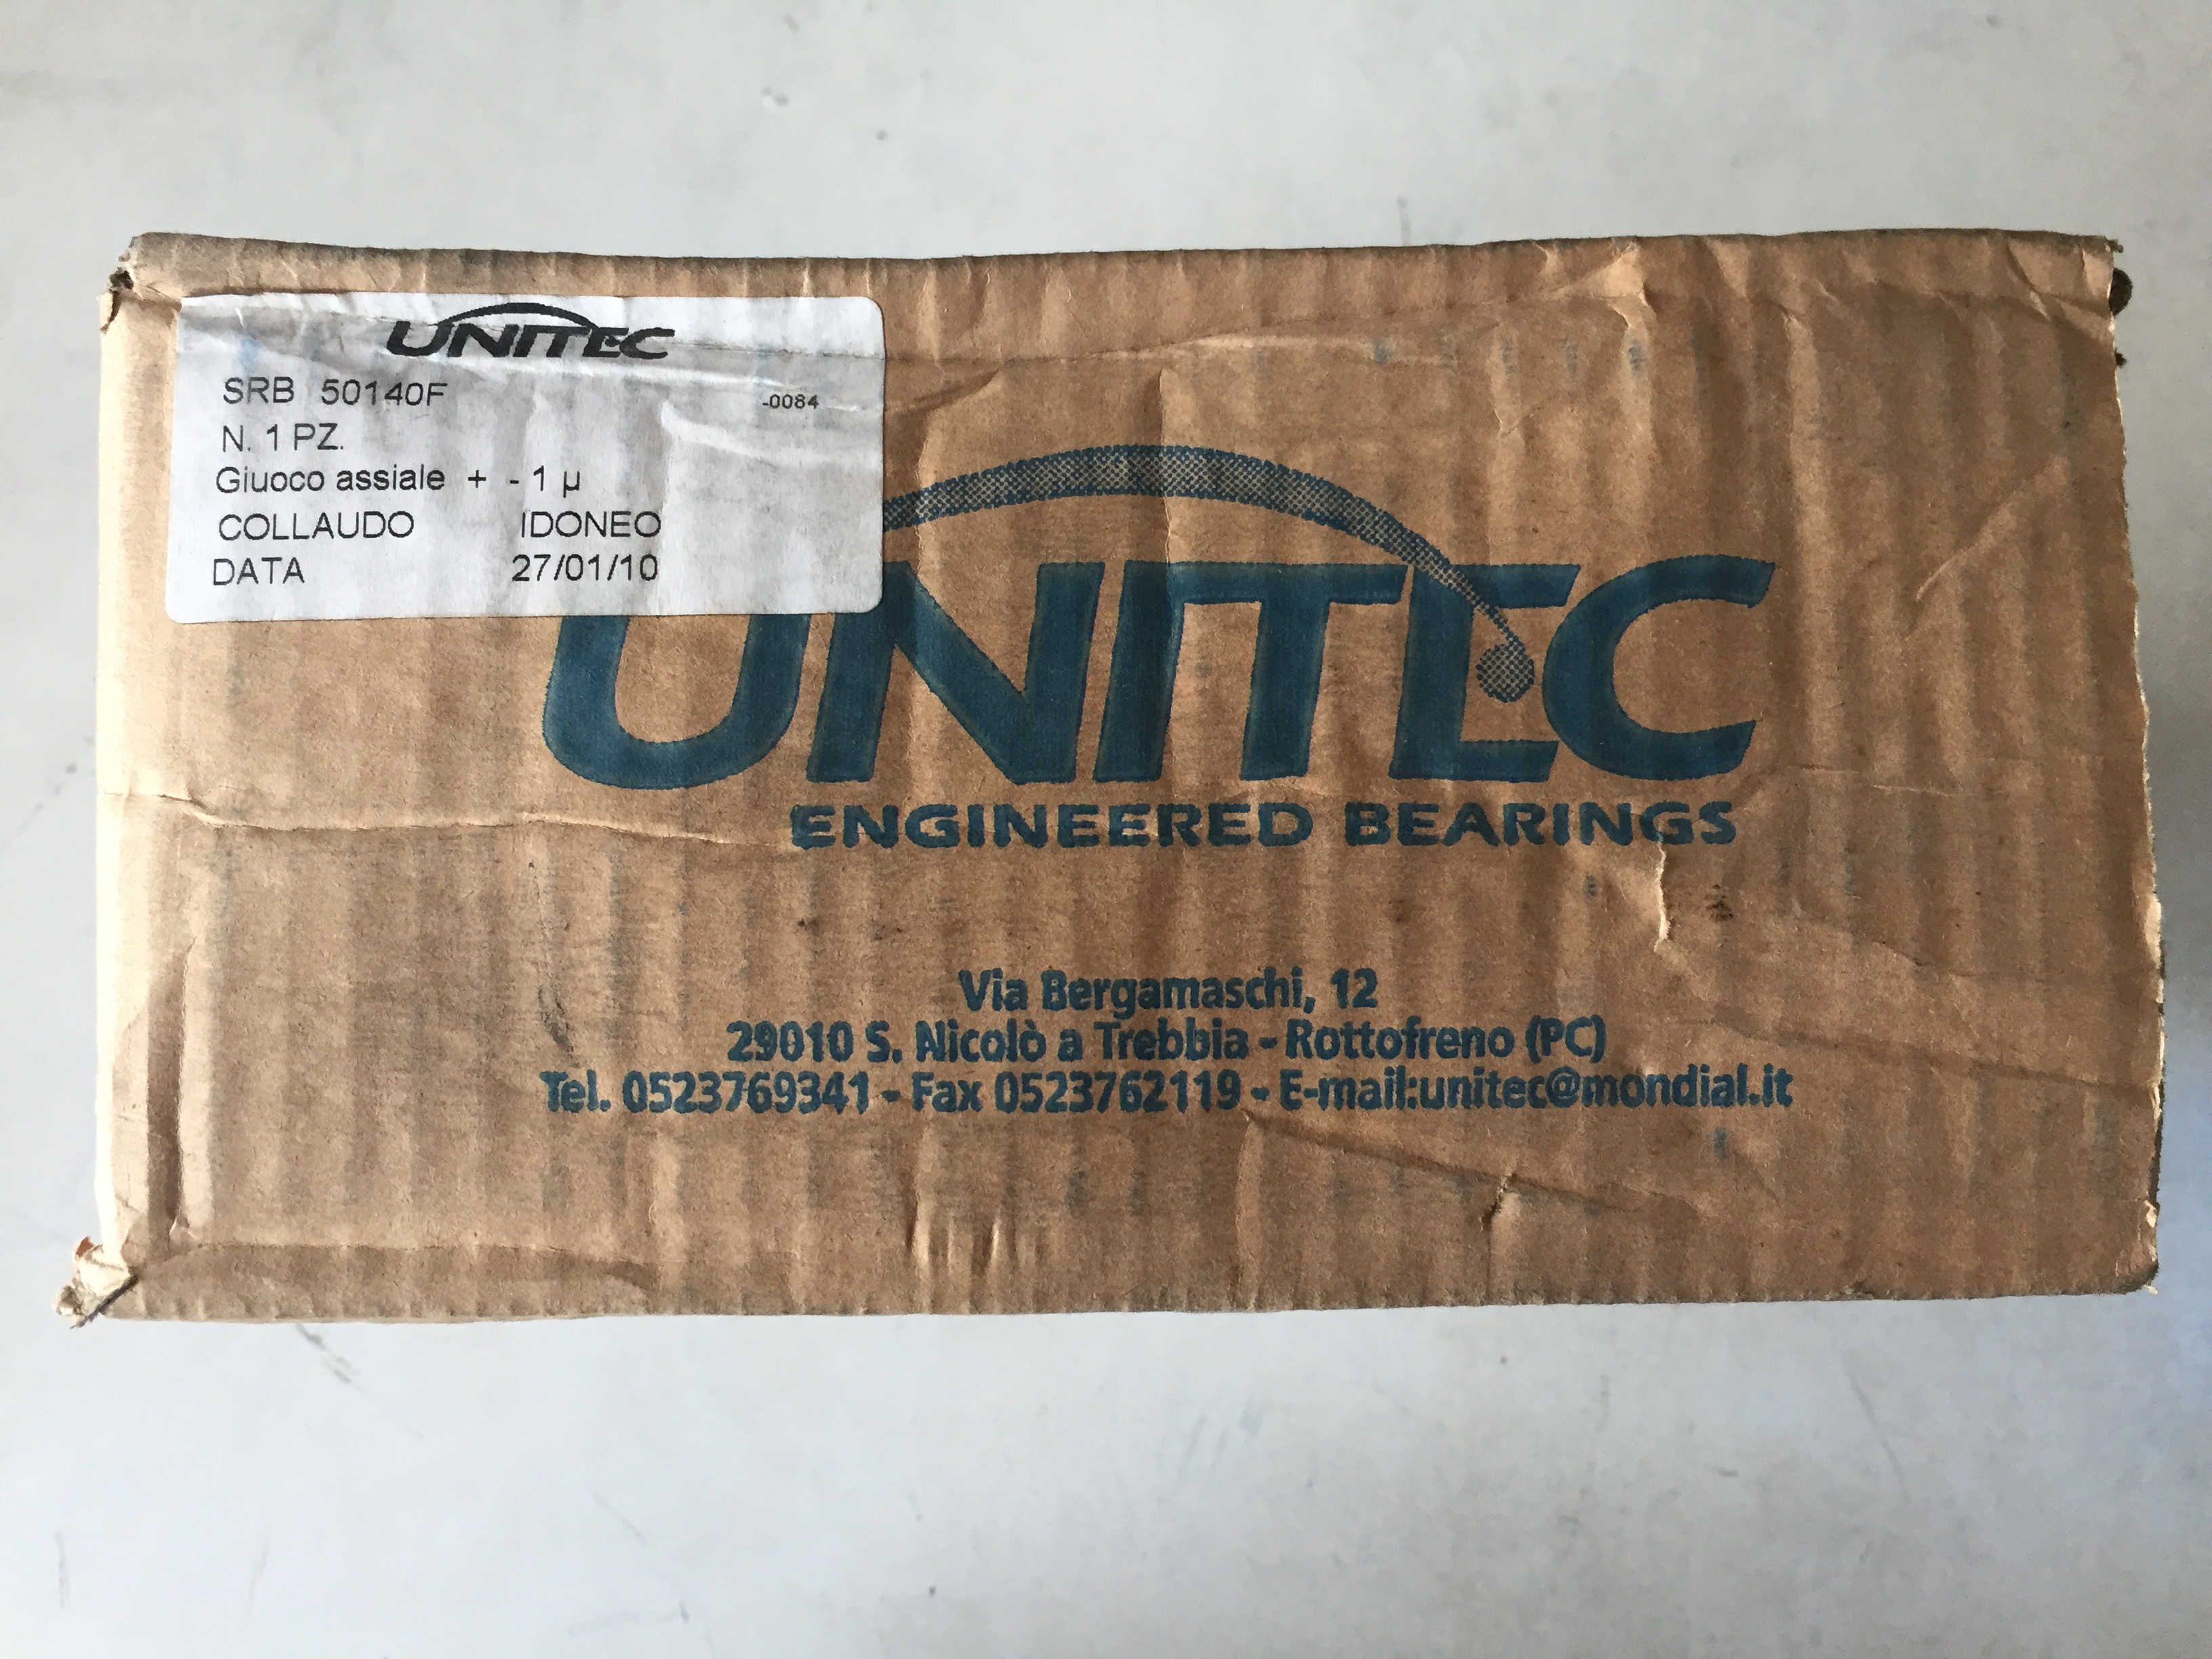 UNITEC
SRB 50140F -0084
N. 1 PZ.
Giuoco assiale + - 1 µ
COLLAUDO IDONEO
DATA 27/01/10
UNITEC
ENGINEERED BEARINGS
Via Bergamaschi, 12
29010 S. Nicolò a Trebbia - Rottofreno (PC)
Tel. 0523769341 - Fax 0523762119 - E-mail:unitec@mondial.it